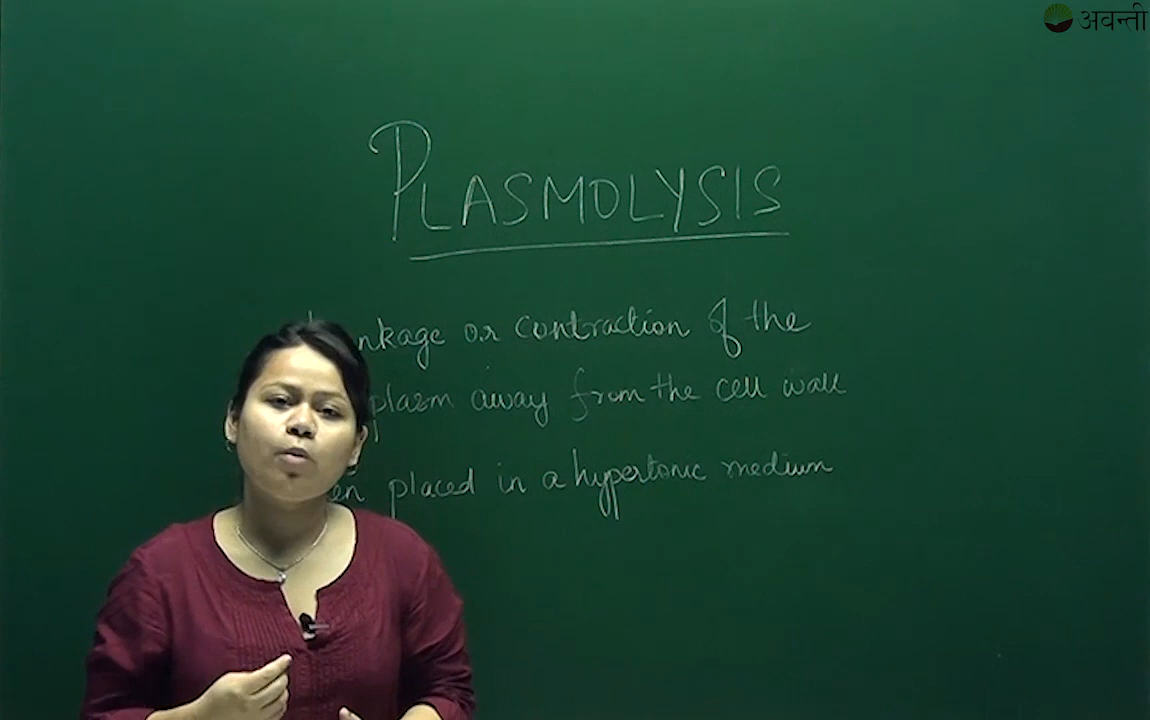 अवन्ती
PLASMOLYSIS
nkage or contraction of the
plasm away from the cell wall
en placed in a hypertonic medium